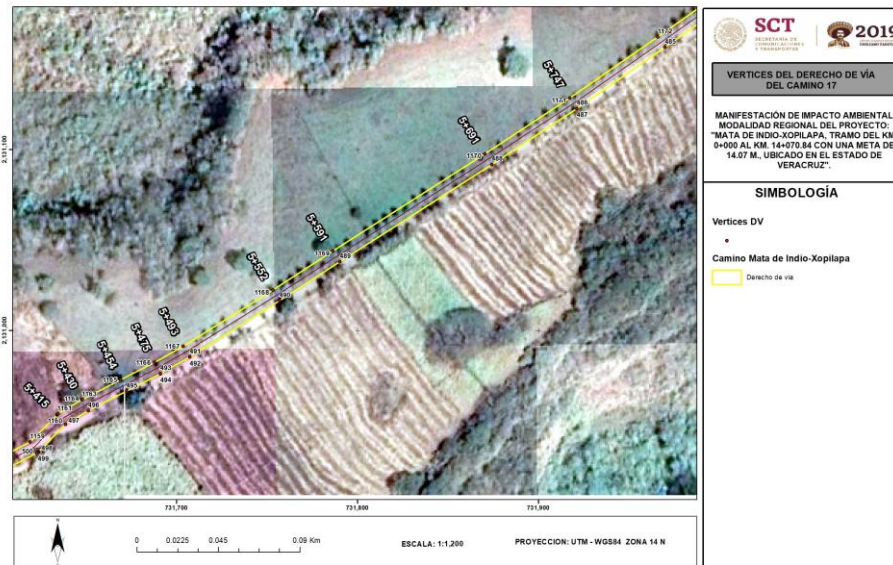 SCT
SECRETARÍA DE
COMUNICACIONES
Y TRANSPORTES
2019
VERTICES DEL DERECHO DE VÍA
DEL CAMINO 17
MANIFESTACIÓN DE IMPACTO AMBIENTAL
MODALIDAD REGIONAL DEL PROYECTO:
"MATA DE INDIO-XOPILAPA, TRAMO DEL KM
0+000 AL KM. 14+070.84 CON UNA META DE
14.07 M., UBICADO EN EL ESTADO DE
VERACRUZ".
SIMBOLOGÍA
Vertices DV
Camino Mata de Indio-Xopilapa
Derecho de vía
1172
485
5+747
1171
486
487
5+691
1170
488
5+591
1169
489
5+552
1168
490
5+493
1167
491
492
5+475
1166
493
494
5+454
1165
495
5+430
1164
1163
496
5+415
1161
1160
497
1159
498
499
500
2,131,100
2,131,000
731,700
731,800
731,900
0
0.0225
0.045
0.09 Km
ESCALA: 1:1,200
PROYECCION: UTM - WGS84 ZONA 14 N